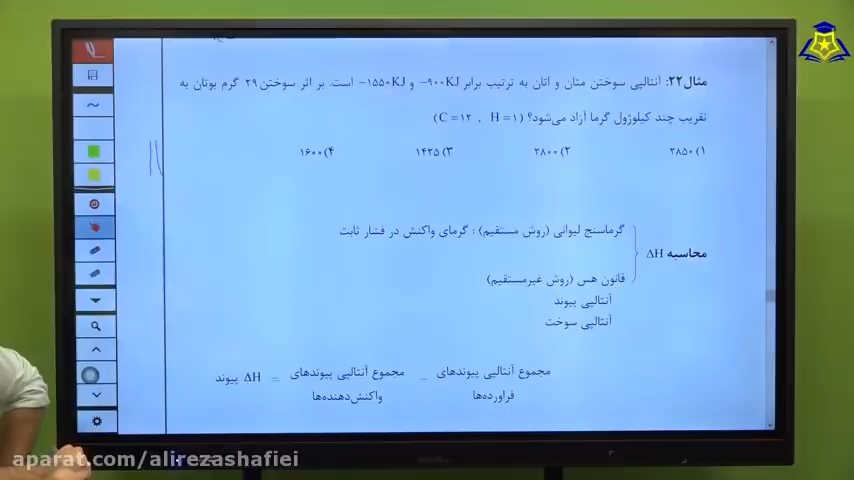 مثال۲۲: آنتالپی سوختن متان و اتان به ترتیب برابر ۹۰۰KJ− و ۱۵۵۰KJ− است. بر اثر سوختن ۲۹ گرم بوتان به
تقریب چند کیلوژول گرما آزاد می‌شود؟ (C =۱۲ , H =۱)
۱) ۲۸۵۰ ۲) ۲۸۰۰ ۳) ۱۴۲۵ ۴) ۱۶۰۰
گرماسنج لیوانی (روش مستقیم) : گرمای واکنش در فشار ثابت
محاسبه ΔH
قانون هس (روش غیرمستقیم)
آنتالپی پیوند
آنتالپی سوخت
مجموع آنتالپی پیوندهای − مجموع آنتالپی پیوندهای = ΔH پیوند
فراورده‌ها واکنش‌دهنده‌ها
aparat.com/alirezashafiei